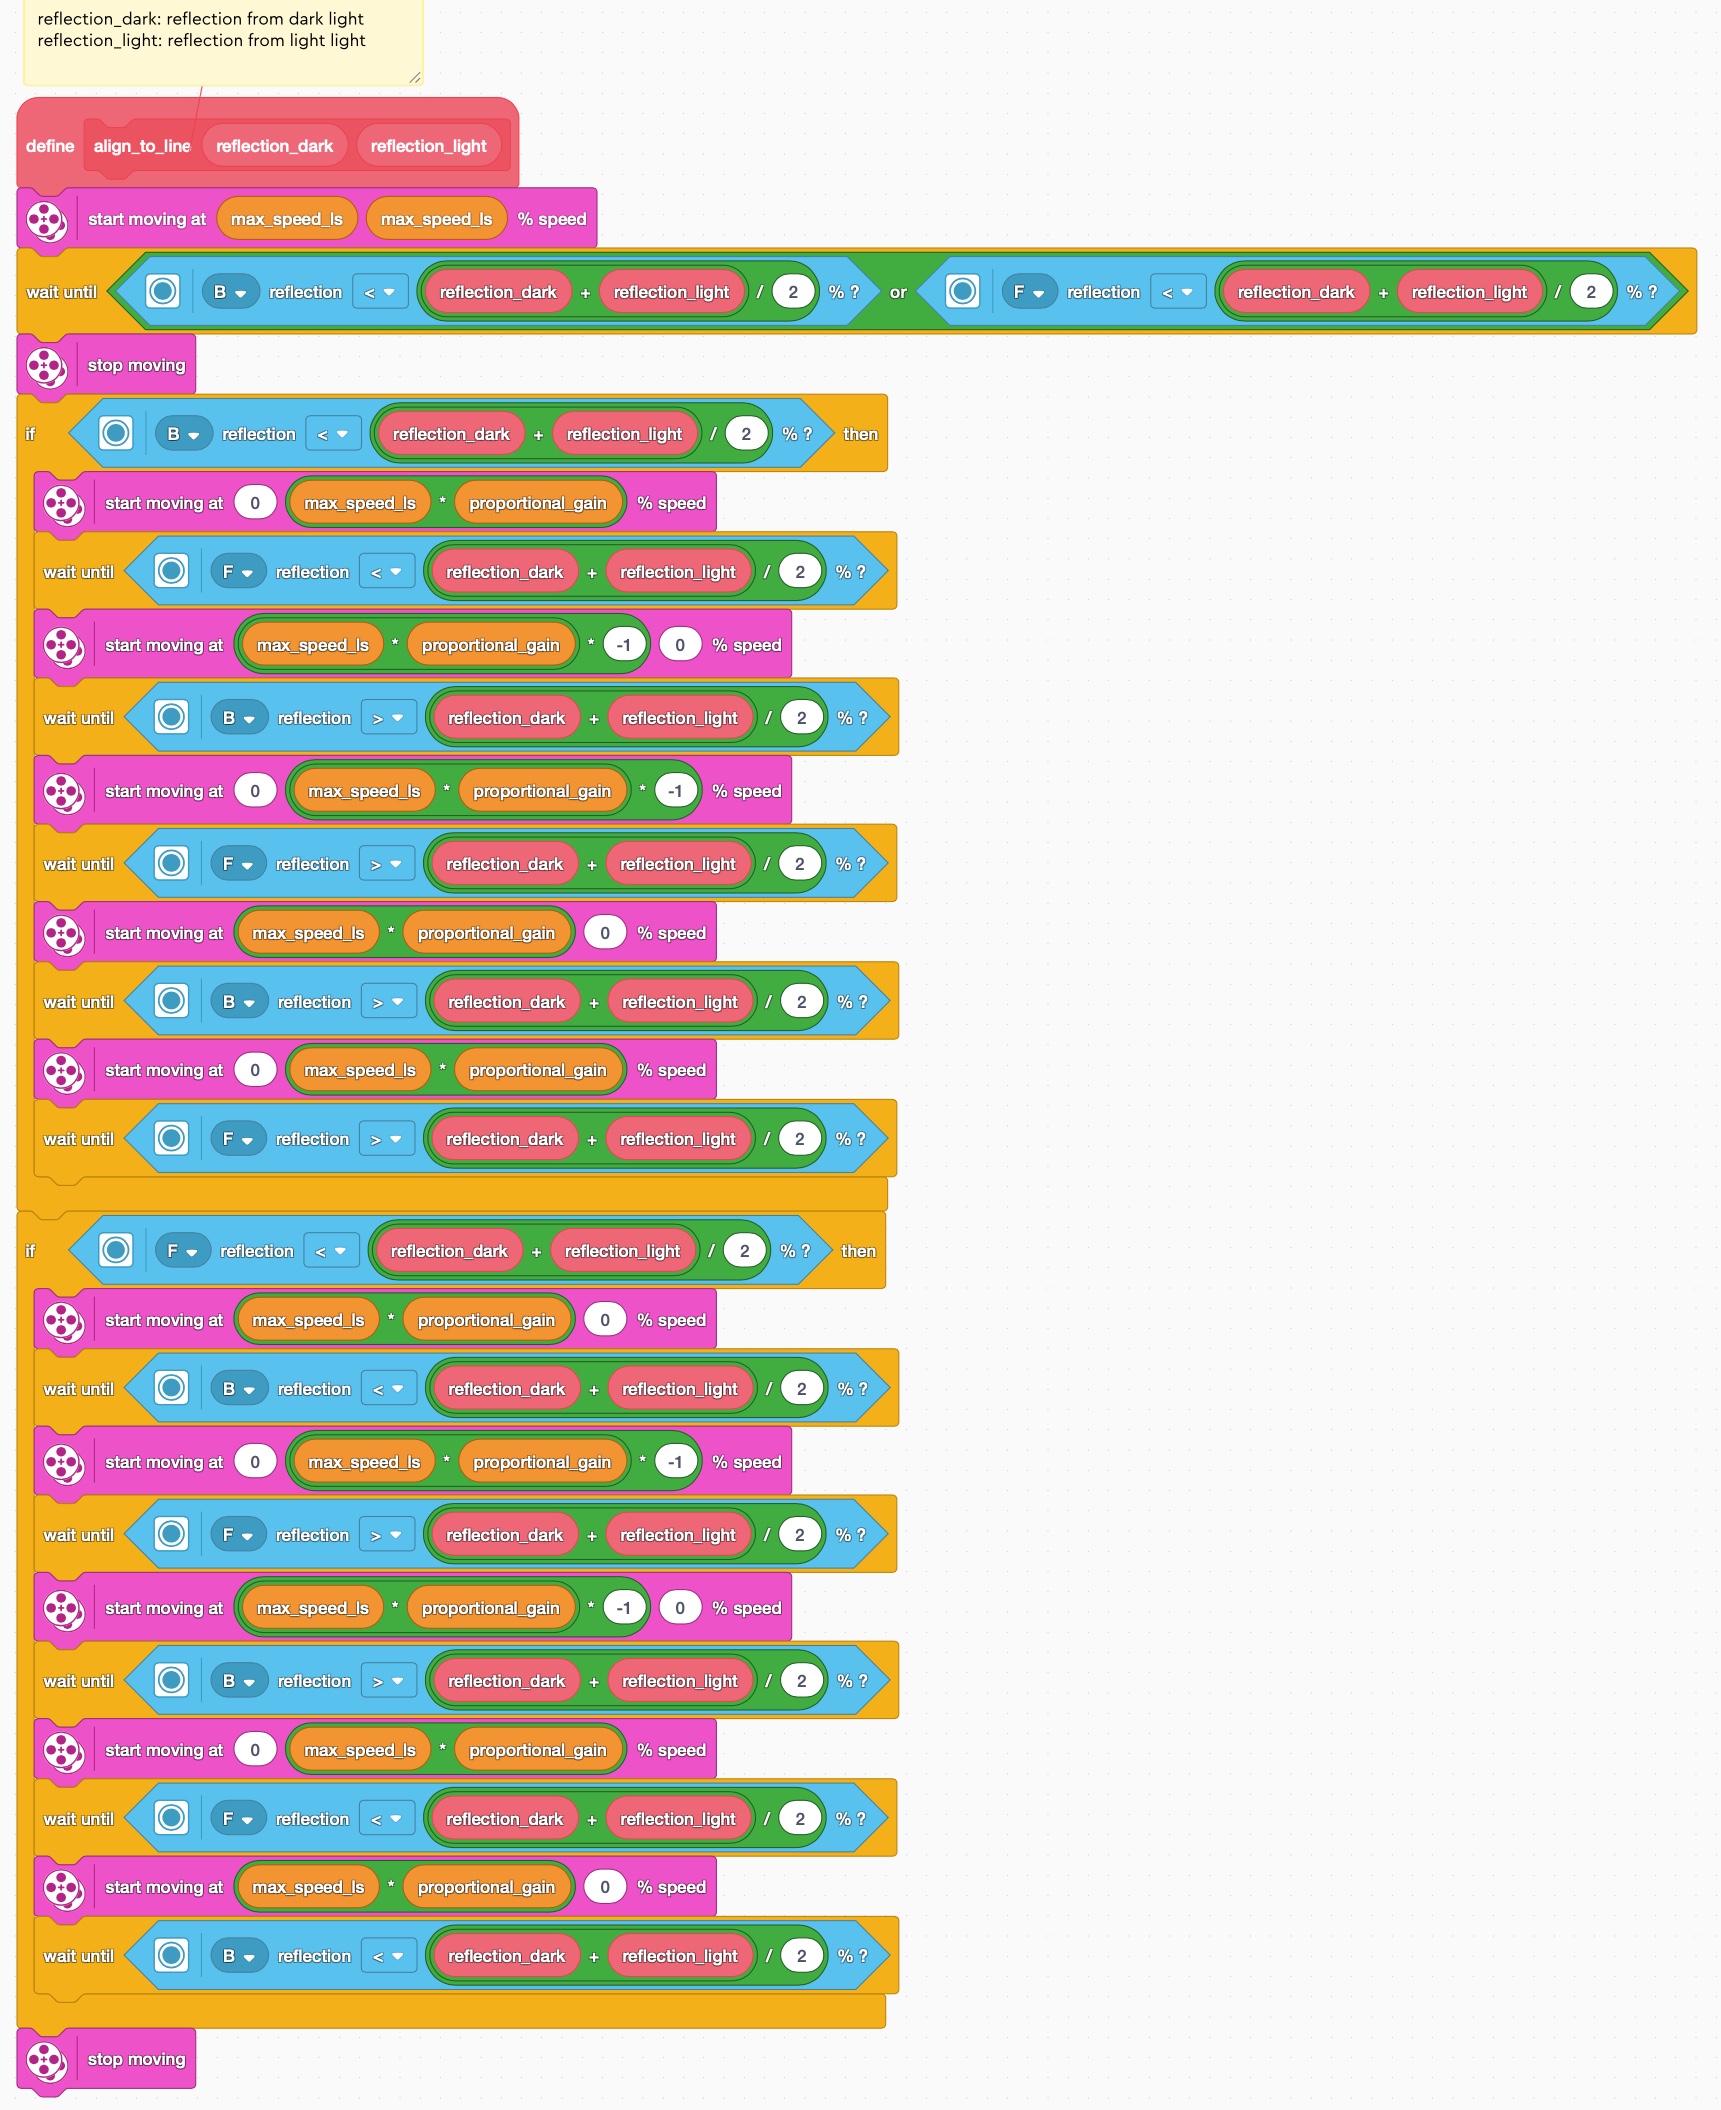 reflection_dark: reflection from dark light
reflection_light: reflection from light light
define align_to_line reflection_dark reflection_light
start moving at max_speed_ls max_speed_ls % speed
wait until B reflection < reflection_dark + reflection_light / 2 % ? or F reflection < reflection_dark + reflection_light / 2 % ?
stop moving
if B reflection < reflection_dark + reflection_light / 2 % ? then
start moving at 0 max_speed_ls * proportional_gain % speed
wait until F reflection < reflection_dark + reflection_light / 2 % ?
start moving at max_speed_ls * proportional_gain * -1 0 % speed
wait until B reflection > reflection_dark + reflection_light / 2 % ?
start moving at 0 max_speed_ls * proportional_gain * -1 % speed
wait until F reflection > reflection_dark + reflection_light / 2 % ?
start moving at max_speed_ls * proportional_gain 0 % speed
wait until B reflection > reflection_dark + reflection_light / 2 % ?
start moving at 0 max_speed_ls * proportional_gain % speed
wait until F reflection > reflection_dark + reflection_light / 2 % ?
if F reflection < reflection_dark + reflection_light / 2 % ? then
start moving at max_speed_ls * proportional_gain 0 % speed
wait until B reflection < reflection_dark + reflection_light / 2 % ?
start moving at 0 max_speed_ls * proportional_gain * -1 % speed
wait until F reflection > reflection_dark + reflection_light / 2 % ?
start moving at max_speed_ls * proportional_gain * -1 0 % speed
wait until B reflection > reflection_dark + reflection_light / 2 % ?
start moving at 0 max_speed_ls * proportional_gain % speed
wait until F reflection < reflection_dark + reflection_light / 2 % ?
start moving at max_speed_ls * proportional_gain 0 % speed
wait until B reflection < reflection_dark + reflection_light / 2 % ?
stop moving